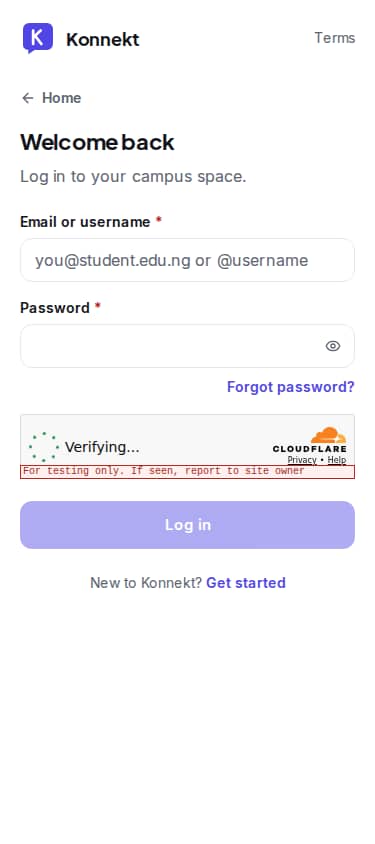 Konnekt
Terms
← Home
Welcome back
Log in to your campus space.
Email or username *
you@student.edu.ng or @username
Password *
Forgot password?
Verifying...
CLOUDFLARE
Privacy • Help
For testing only. If seen, report to site owner
Log in
New to Konnekt? Get started